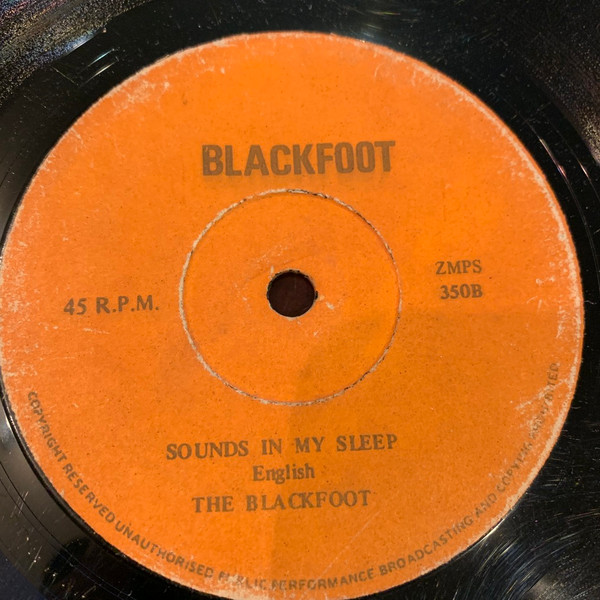 BLACKFOOT
45 R.P.M.
ZMPS
350B
SOUNDS IN MY SLEEP
English
THE BLACKFOOT
COPYRIGHT RESERVED UNAUTHORISED PUBLIC PERFORMANCE BROADCASTING AND COPYING